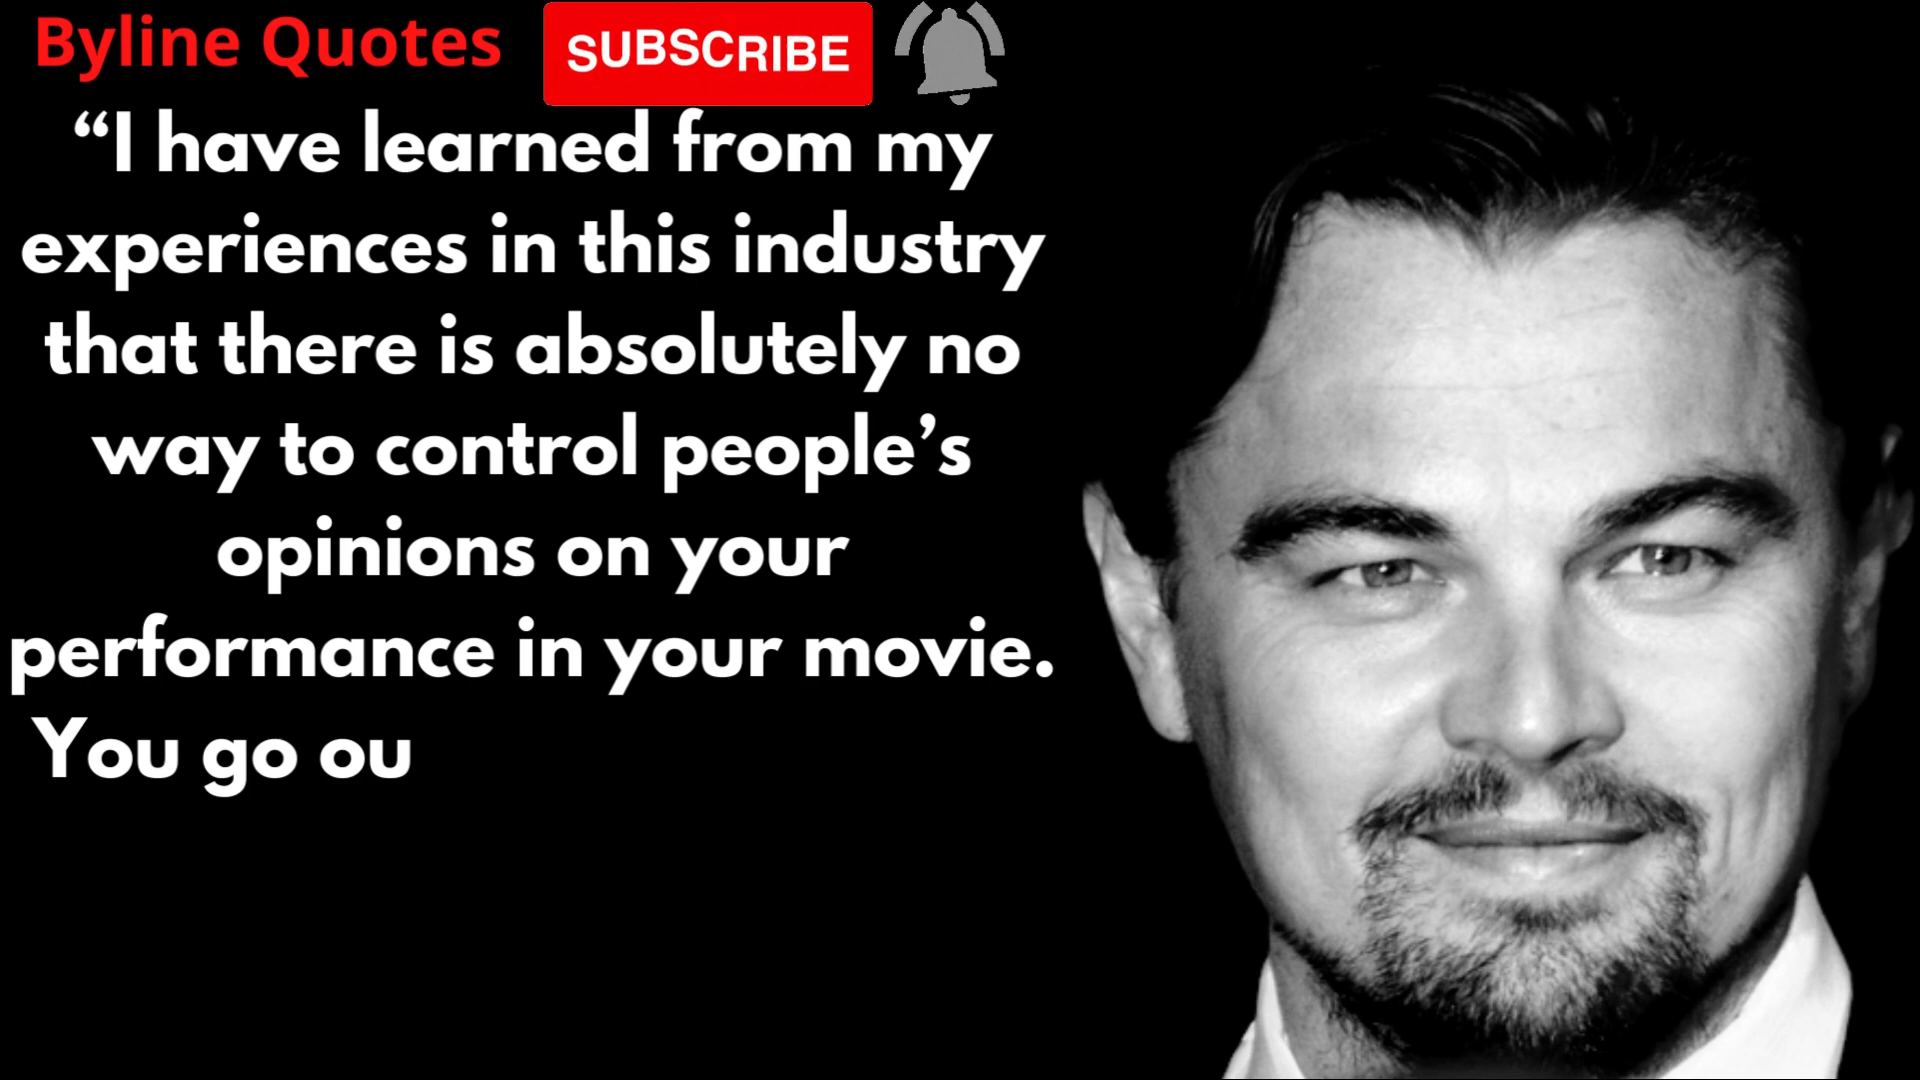 Byline Quotes
SUBSCRIBE
“I have learned from my
experiences in this industry
that there is absolutely no
way to control people’s
opinions on your
performance in your movie.
You go ou